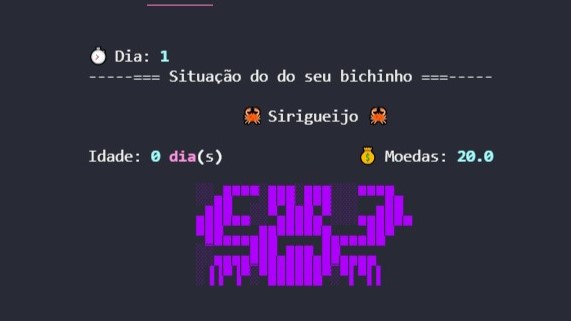 Dia: 1
-----=== Situação do do seu bichinho ===-----
Sirigueijo
Idade: 0 dia(s)
Moedas: 20.0